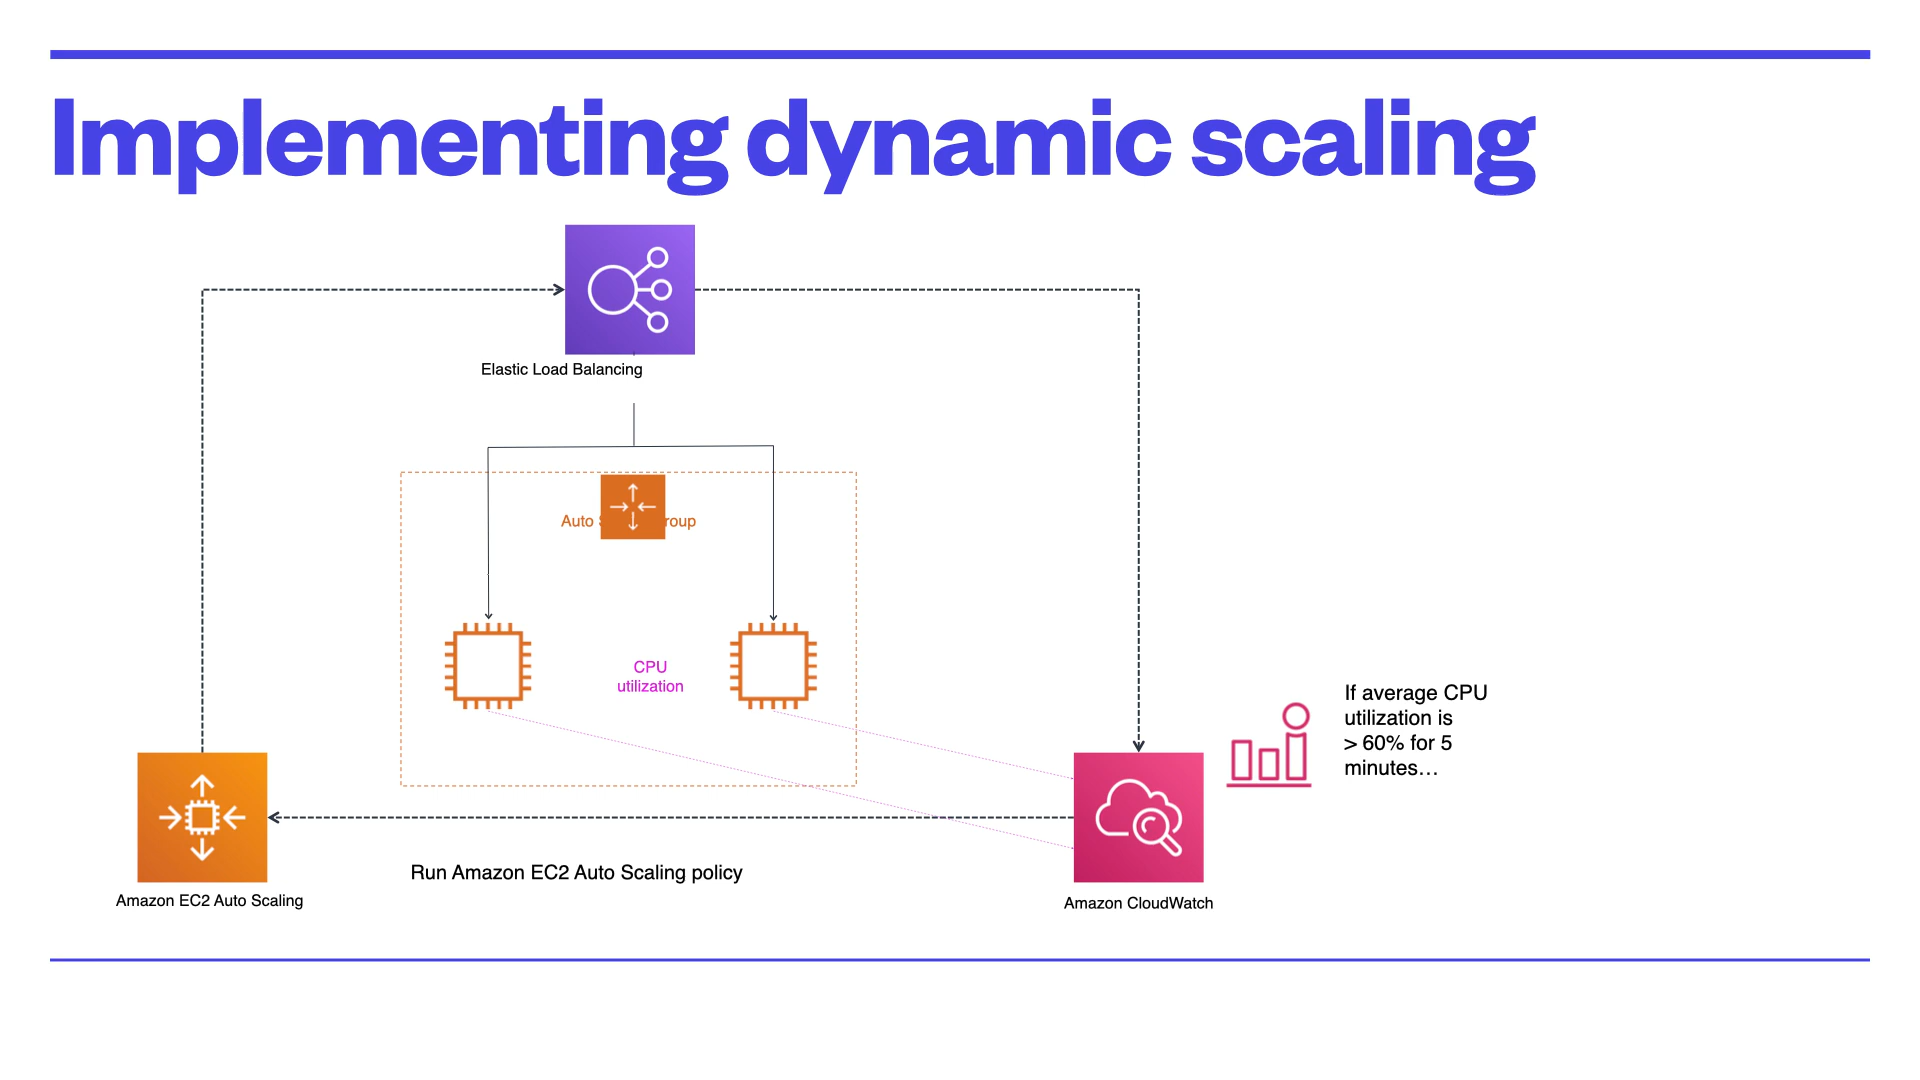 Implementing dynamic scaling
Elastic Load Balancing
Auto
CPU
utilization
If average CPU
utilization is
> 60% for 5
minutes…
Run Amazon EC2 Auto Scaling policy
Amazon EC2 Auto Scaling
Amazon CloudWatch